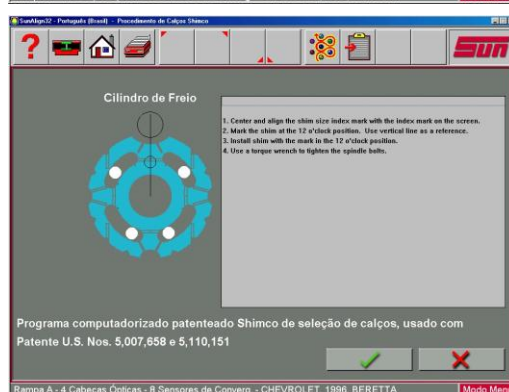 SunAlign32 - Português (Brasil) - Procedimento de Calços Shimco
Sun
Cilindro de Freio
1. Center and align the shim size index mark with the index mark on the screen.
2. Mark the shim at the 12 o'clock position. Use vertical line as a reference.
3. Install shim with the mark in the 12 o'clock position.
4. Use a torque wrench to tighten the spindle bolts.
Programa computadorizado patenteado Shimco de seleção de calços, usado com
Patente U.S. Nos. 5,007,658 e 5,110,151
Rampa A - 4 Cabeças Ópticas - 8 Sensores de Converg. - CHEVROLET, 1996, BERETTA
Modo Menu